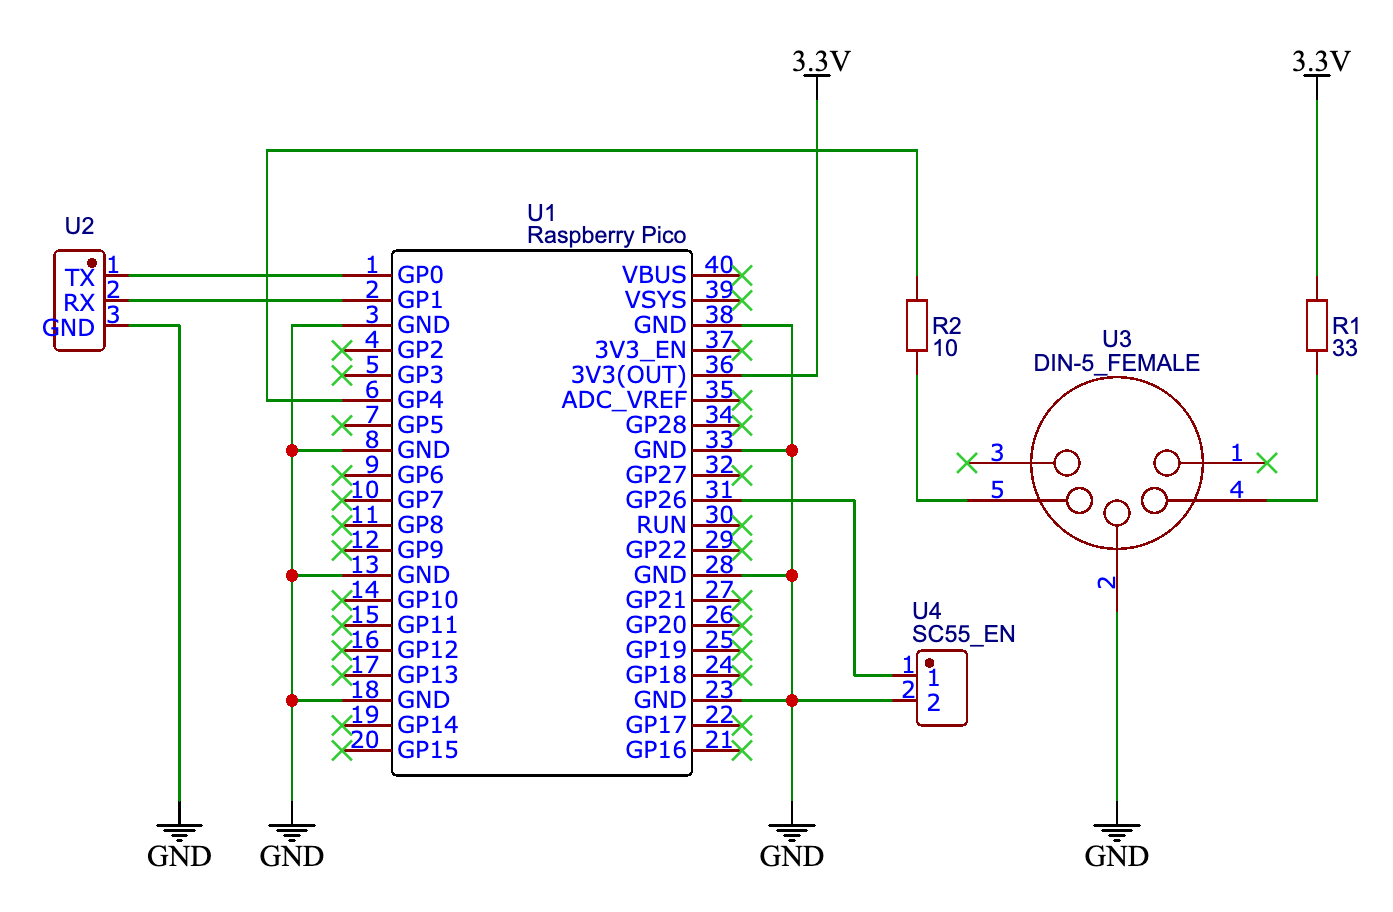 3.3V
3.3V
U2
1
TX
2
RX
3
GND
U1
Raspberry Pico
1 GP0
2 GP1
3 GND
4 GP2
5 GP3
6 GP4
7 GP5
8 GND
9 GP6
10 GP7
11 GP8
12 GP9
13 GND
14 GP10
15 GP11
16 GP12
17 GP13
18 GND
19 GP14
20 GP15
VBUS 40
VSYS 39
GND 38
3V3_EN 37
3V3(OUT) 36
ADC_VREF 35
GP28 34
GND 33
GP27 32
GP26 31
RUN 30
GP22 29
GND 28
GP21 27
GP20 26
GP19 25
GP18 24
GND 23
GP17 22
GP16 21
R2
10
U3
DIN-5_FEMALE
3
1
5
4
2
R1
33
U4
SC55_EN
1
1
2
2
GND
GND
GND
GND